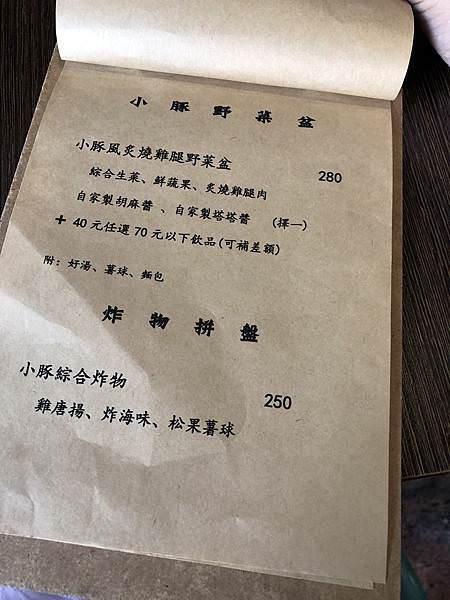 小豚野菜盆
小豚風炙燒雞腿野菜盆 280
綜合生菜、鮮蔬果、炙燒雞腿肉
自家製胡麻醬、自家製塔塔醬 (擇一)
+ 40元任選70元以下飲品(可補差額)
附:好湯、薯球、麵包
炸物拼盤
小豚綜合炸物 250
雞唐揚、炸海味、松果薯球